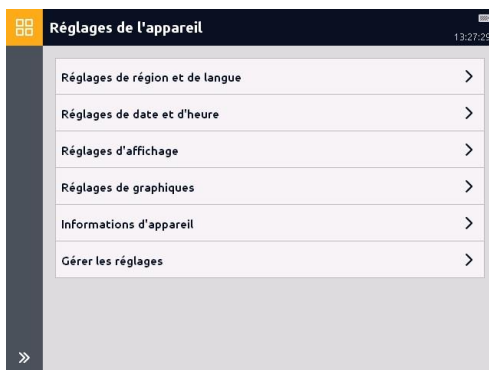 Réglages de l'appareil
13:27:29
Réglages de région et de langue
Réglages de date et d'heure
Réglages d'affichage
Réglages de graphiques
Informations d'appareil
Gérer les réglages